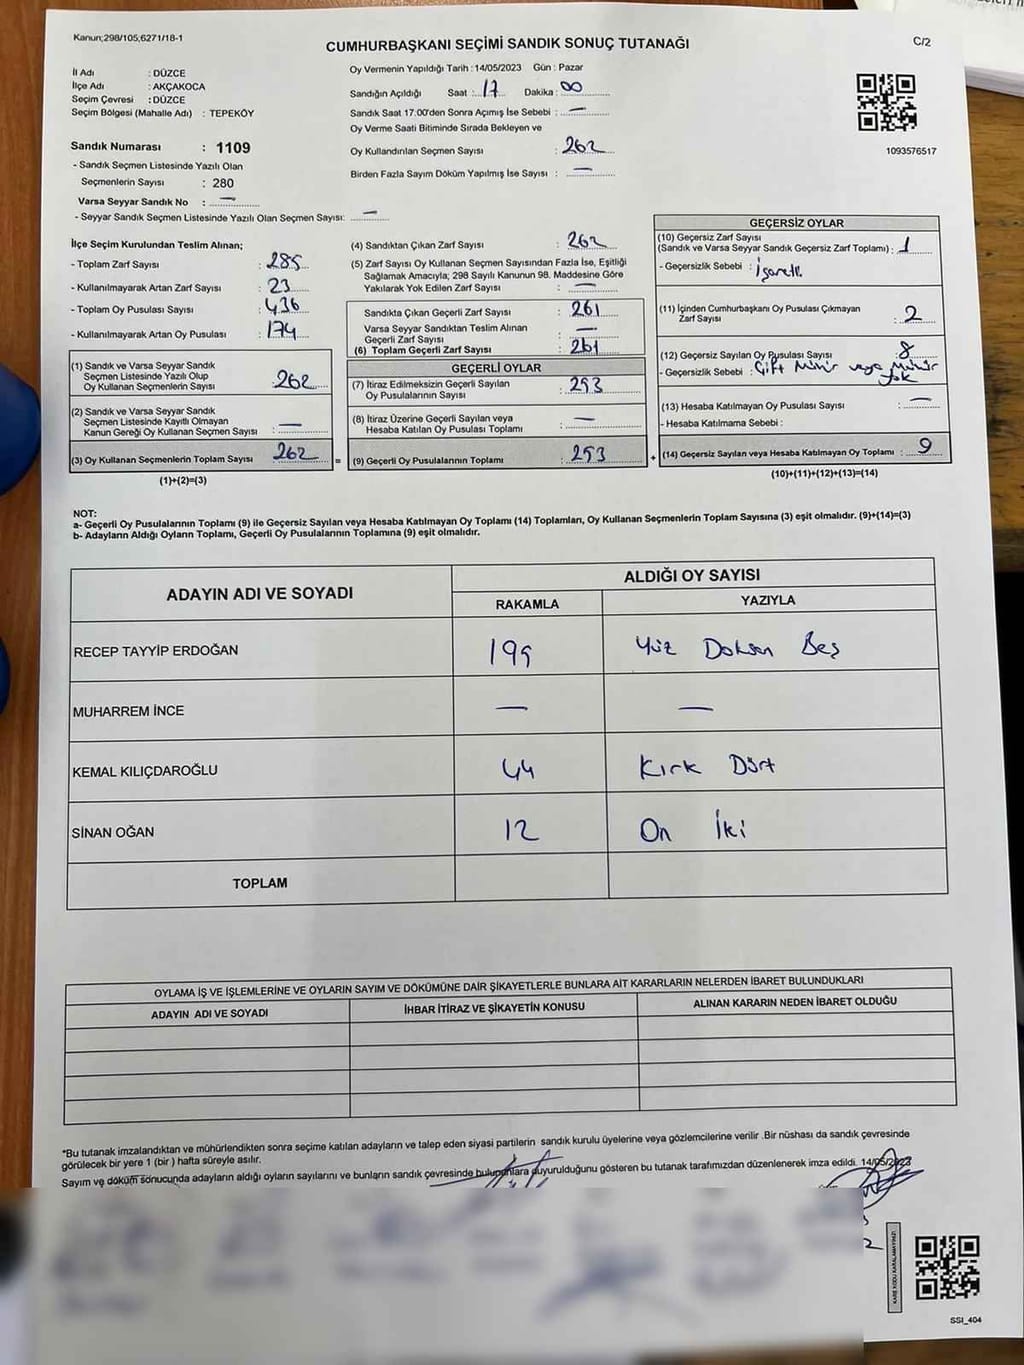 Kanun;298/105;6271/18-1
CUMHURBAŞKANI SEÇİMİ SANDIK SONUÇ TUTANAĞI
C/2
İl Adı : DÜZCE
İlçe Adı : AKÇAKOCA
Seçim Çevresi : DÜZCE
Seçim Bölgesi (Mahalle Adı) : TEPEKÖY
Sandık Numarası : 1109
- Sandık Seçmen Listesinde Yazılı Olan
Seçmenlerin Sayısı : 280
Varsa Seyyar Sandık No : —
- Seyyar Sandık Seçmen Listesinde Yazılı Olan Seçmen Sayısı: —
Oy Vermenin Yapıldığı Tarih : 14/05/2023 Gün : Pazar
Sandığın Açıldığı Saat : 17 Dakika : 00
Sandık Saat 17.00'den Sonra Açımış İse Sebebi : —
Oy Verme Saati Bitiminde Sırada Bekleyen ve
Oy Kullandırılan Seçmen Sayısı : 262
Birden Fazla Sayım Döküm Yapılmış İse Sayısı : —
1093576517
İlçe Seçim Kurulundan Teslim Alınan;
- Toplam Zarf Sayısı : 285
- Kullanılmayarak Artan Zarf Sayısı : 23
- Toplam Oy Pusulası Sayısı : 436
- Kullanılmayarak Artan Oy Pusulası : 174
(1) Sandık ve Varsa Seyyar Sandık
Seçmen Listesinde Yazılı Olup
Oy Kullanan Seçmenlerin Sayısı : 262
(2) Sandık ve Varsa Seyyar Sandık
Seçmen Listesinde Kayıtlı Olmayan
Kanun Gereği Oy Kullanan Seçmen Sayısı : —
(3) Oy Kullanan Seçmenlerin Toplam Sayısı : 262
(1)+(2)=(3)
(4) Sandıktan Çıkan Zarf Sayısı : 262
(5) Zarf Sayısı Oy Kullanan Seçmen Sayısından Fazla İse, Eşitliği
Sağlamak Amacıyla; 298 Sayılı Kanunun 98. Maddesine Göre
Yakılarak Yok Edilen Zarf Sayısı : —
Sandıkta Çıkan Geçerli Zarf Sayısı : 261
Varsa Seyyar Sandıktan Teslim Alınan
Geçerli Zarf Sayısı : —
(6) Toplam Geçerli Zarf Sayısı : 261
GEÇERLİ OYLAR
(7) İtiraz Edilmeksizin Geçerli Sayılan
Oy Pusulalarının Sayısı : 253
(8) İtiraz Üzerine Geçerli Sayılan veya
Hesaba Katılan Oy Pusulası Toplamı : —
=
(9) Geçerli Oy Pusulalarının Toplamı : 253
+
GEÇERSİZ OYLAR
(10) Geçersiz Zarf Sayısı
(Sandık ve Varsa Seyyar Sandık Geçersiz Zarf Toplamı) : 1
- Geçersizlik Sebebi : İşaretli
(11) İçinden Cumhurbaşkanı Oy Pusulası Çıkmayan
Zarf Sayısı : 2
(12) Geçersiz Sayılan Oy Pusulası Sayısı : 8
- Geçersizlik Sebebi : Çift Mühür veya Mühür
yok
(13) Hesaba Katılmayan Oy Pusulası Sayısı : —
- Hesaba Katılmama Sebebi :
(14) Geçersiz Sayılan veya Hesaba Katılmayan Oy Toplamı : 9
(10)+(11)+(12)+(13)=(14)
NOT:
a- Geçerli Oy Pusulalarının Toplamı (9) ile Geçersiz Sayılan veya Hesaba Katılmayan Oy Toplamı (14) Toplamları, Oy Kullanan Seçmenlerin Toplam Sayısına (3) eşit olmalıdır. (9)+(14)=(3)
b- Adayların Aldığı Oyların Toplamı, Geçerli Oy Pusulalarının Toplamına (9) eşit olmalıdır.
ADAYIN ADI VE SOYADI
ALDIĞI OY SAYISI
RAKAMLA YAZIYLA
RECEP TAYYİP ERDOĞAN 195 Yüz Doksan Beş
MUHARREM İNCE — —
KEMAL KILIÇDAROĞLU 44 Kırk Dört
SİNAN OĞAN 12 On İki
TOPLAM
OYLAMA İŞ VE İŞLEMLERİNE VE OYLARIN SAYIM VE DÖKÜMÜNE DAİR ŞİKAYETLERLE BUNLARA AİT KARARLARIN NELERDEN İBARET BULUNDUKLARI
ADAYIN ADI VE SOYADI İHBAR İTİRAZ VE ŞİKAYETİN KONUSU ALINAN KARARIN NEDEN İBARET OLDUĞU
*Bu tutanak imzalandıktan ve mühürlendikten sonra seçime katılan adayların ve talep eden siyasi partilerin sandık kurulu üyelerine veya gözlemcilerine verilir .Bir nüshası da sandık çevresinde
görülecek bir yere 1 (bir ) hafta süreyle asılır.
Sayım ve döküm sonucunda adayların aldığı oyların sayılarını ve bunların sandık çevresinde bulunanlara duyurulduğunu gösteren bu tutanak tarafımızdan düzenlenerek imza edildi. 14/05/2023
KARE KODU KARALAMAYINIZ!
SSI_404